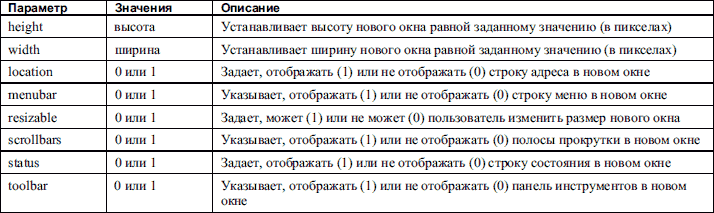 Параметр Значения Описание
height высота Устанавливает высоту нового окна равной заданному значению (в пикселах)
width ширина Устанавливает ширину нового окна равной заданному значению (в пикселах)
location 0 или 1 Задает, отображать (1) или не отображать (0) строку адреса в новом окне
menubar 0 или 1 Указывает, отображать (1) или не отображать (0) строку меню в новом окне
resizable 0 или 1 Задает, может (1) или не может (0) пользователь изменить размер нового окна
scrollbars 0 или 1 Указывает, отображать (1) или не отображать (0) полосы прокрутки в новом окне
status 0 или 1 Задает, отображать (1) или не отображать (0) строку состояния в новом окне
toolbar 0 или 1 Указывает, отображать (1) или не отображать (0) панель инструментов в новом
окне